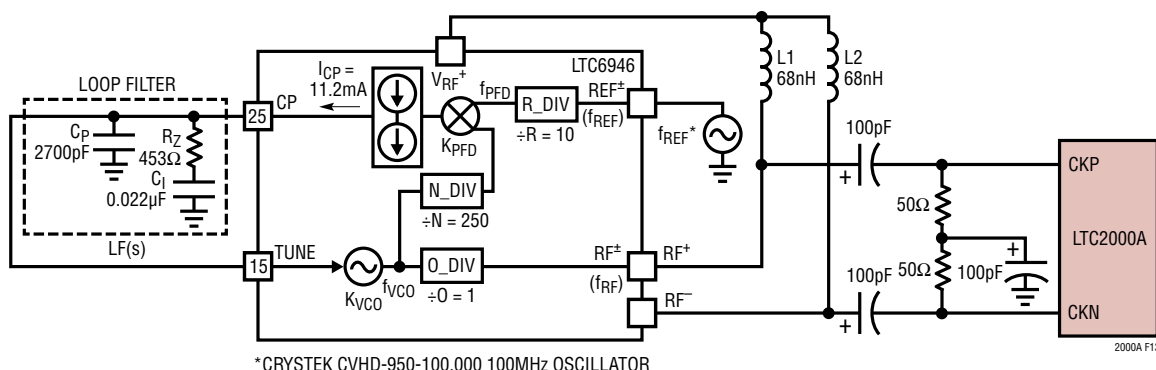 LOOP FILTER
C_P
2700pF
R_Z
453Ω
C_I
0.022µF
LF(s)
25
CP
I_CP =
11.2mA
V_RF+
LTC6946
f_PFD
R_DIV
÷R = 10
REF±
(f_REF)
K_PFD
N_DIV
÷N = 250
15
TUNE
K_VCO
f_VCO
O_DIV
÷O = 1
RF±
(f_RF)
RF+
RF–
f_REF*
L1
68nH
L2
68nH
100pF
+
50Ω
50Ω
+
100pF
100pF
+
CKP
LTC2000A
CKN
2000A F13
*CRYSTEK CVHD-950-100.000 100MHz OSCILLATOR